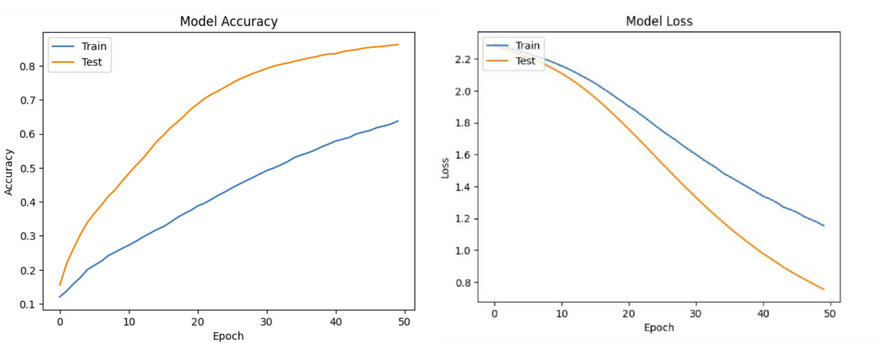 Model Accuracy
Train
Test
0.8
0.7
0.6
0.5
0.4
0.3
0.2
0.1
Accuracy
0 10 20 30 40 50
Epoch
Model Loss
Train
Test
2.2
2.0
1.8
1.6
1.4
1.2
1.0
0.8
Loss
0 10 20 30 40 50
Epoch